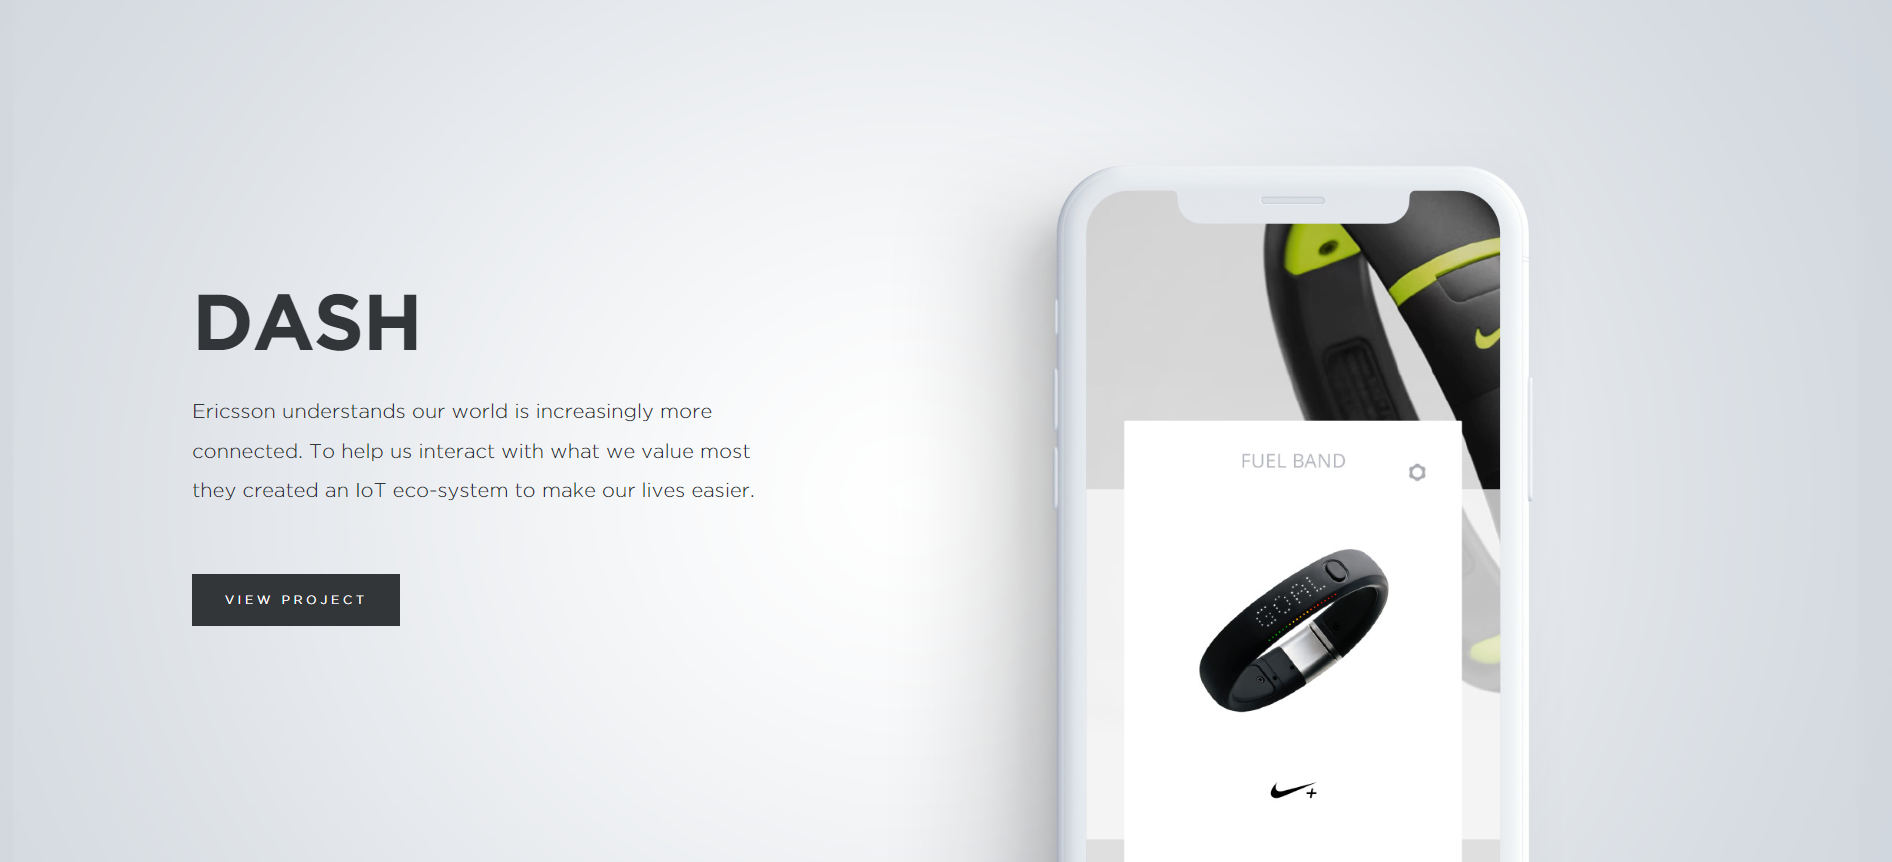 DASH
Ericsson understands our world is increasingly more
connected. To help us interact with what we value most
they created an IoT eco-system to make our lives easier.
VIEW PROJECT
FUEL BAND
GOAL
+